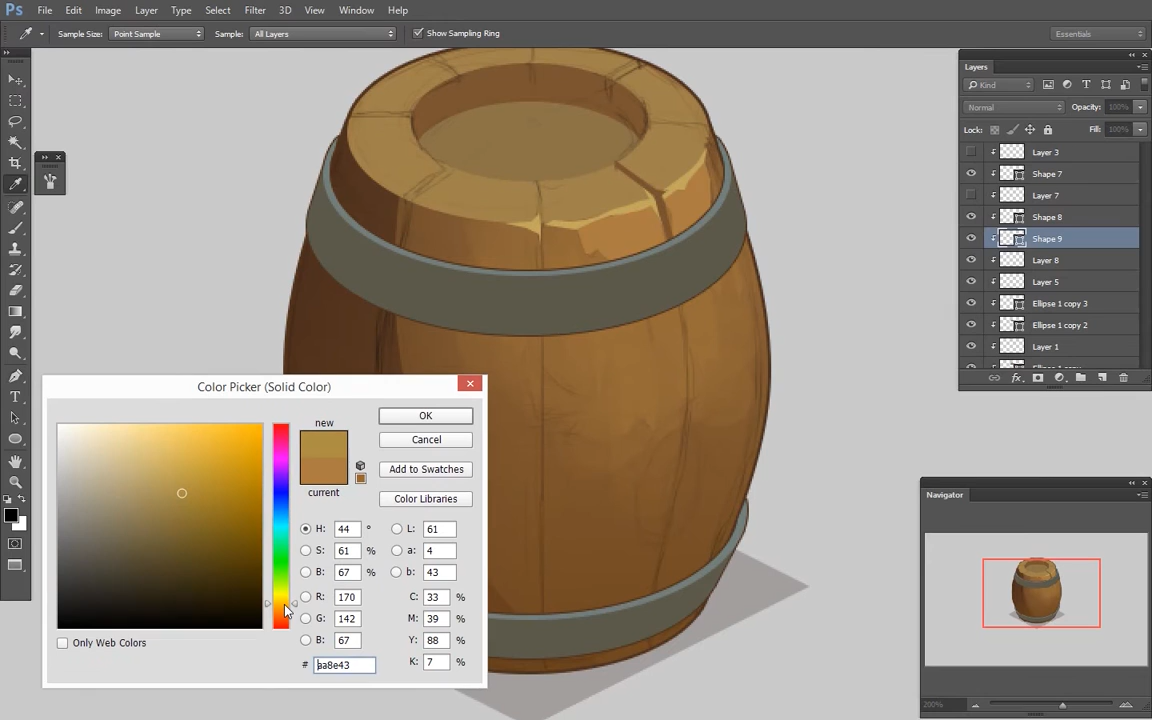 Ps File Edit Image Layer Type Select Filter 3D View Window Help
Sample Size: Point Sample Sample: All Layers Show Sampling Ring Essentials
Layers
Kind
Normal Opacity: 100%
Lock: Fill: 100%
Layer 3
Shape 7
Layer 7
Shape 8
Shape 9
Layer 8
Layer 5
Ellipse 1 copy 3
Ellipse 1 copy 2
Layer 1
fx
Color Picker (Solid Color)
new
current
OK
Cancel
Add to Swatches
Color Libraries
H: 44 ° L: 61
S: 61 % a: 4
B: 67 % b: 43
R: 170 C: 33 %
G: 142 M: 39 %
B: 67 Y: 88 %
# aa8e43 K: 7 %
Only Web Colors
Navigator
200%